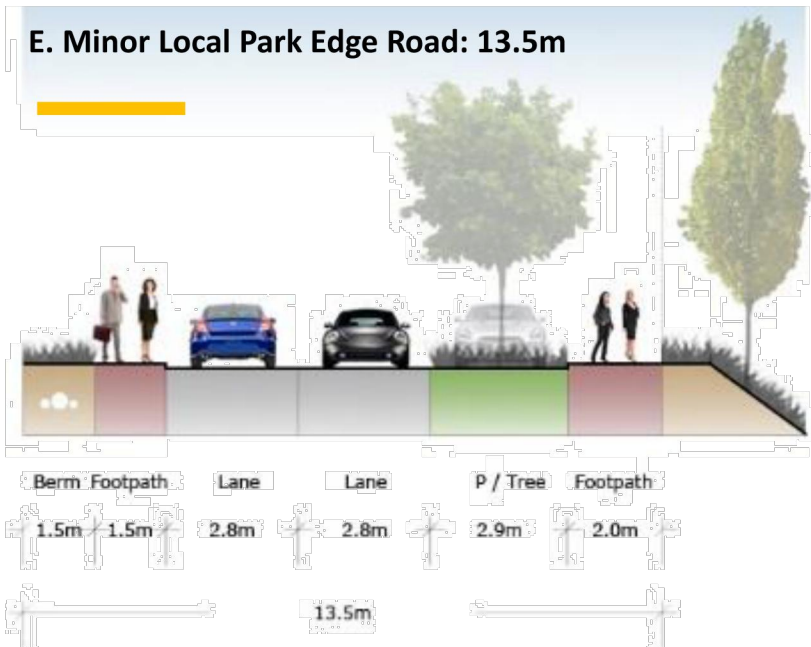 E. Minor Local Park Edge Road: 13.5m
Berm Footpath Lane Lane P / Tree Footpath
1.5m 1.5m 2.8m 2.8m 2.9m 2.0m
13.5m